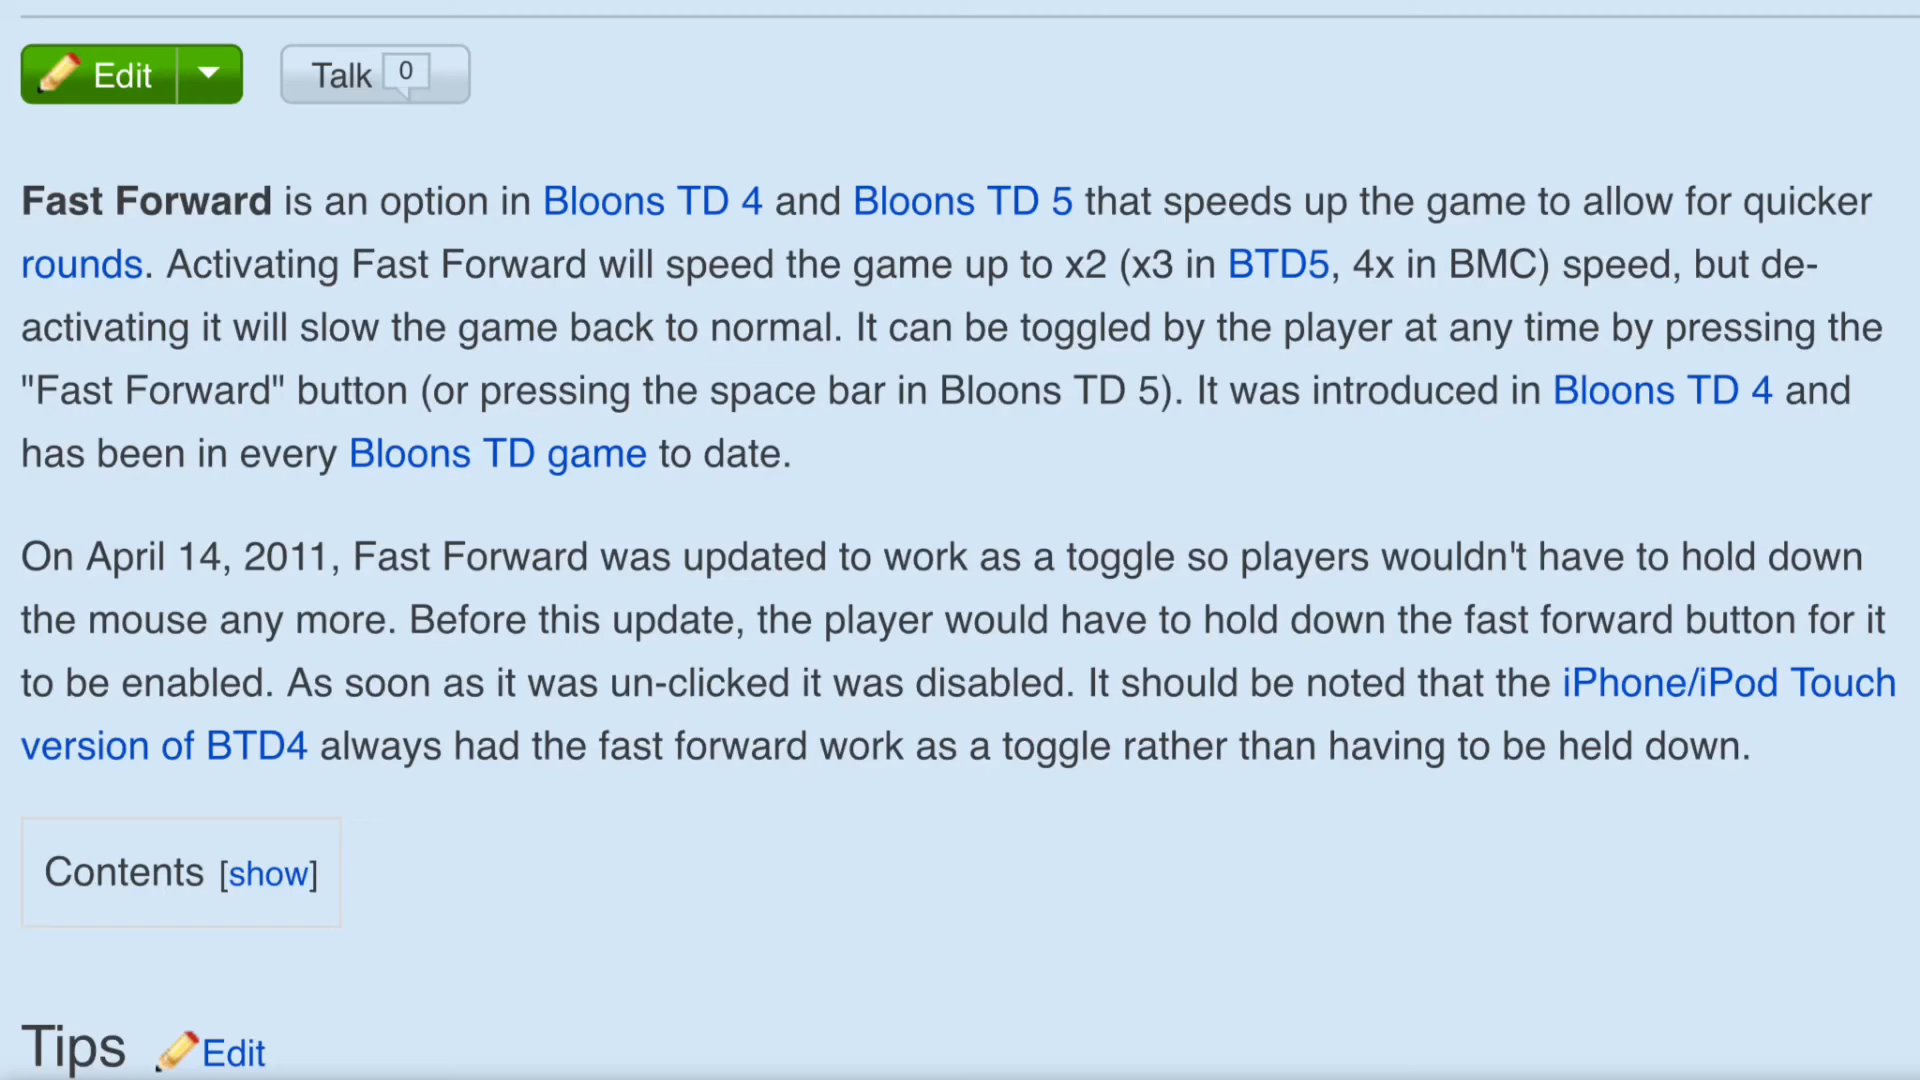 Edit
Talk 0
Fast Forward is an option in Bloons TD 4 and Bloons TD 5 that speeds up the game to allow for quicker
rounds. Activating Fast Forward will speed the game up to x2 (x3 in BTD5, 4x in BMC) speed, but de-
activating it will slow the game back to normal. It can be toggled by the player at any time by pressing the
"Fast Forward" button (or pressing the space bar in Bloons TD 5). It was introduced in Bloons TD 4 and
has been in every Bloons TD game to date.
On April 14, 2011, Fast Forward was updated to work as a toggle so players wouldn't have to hold down
the mouse any more. Before this update, the player would have to hold down the fast forward button for it
to be enabled. As soon as it was un-clicked it was disabled. It should be noted that the iPhone/iPod Touch
version of BTD4 always had the fast forward work as a toggle rather than having to be held down.
Contents [show]
Tips Edit